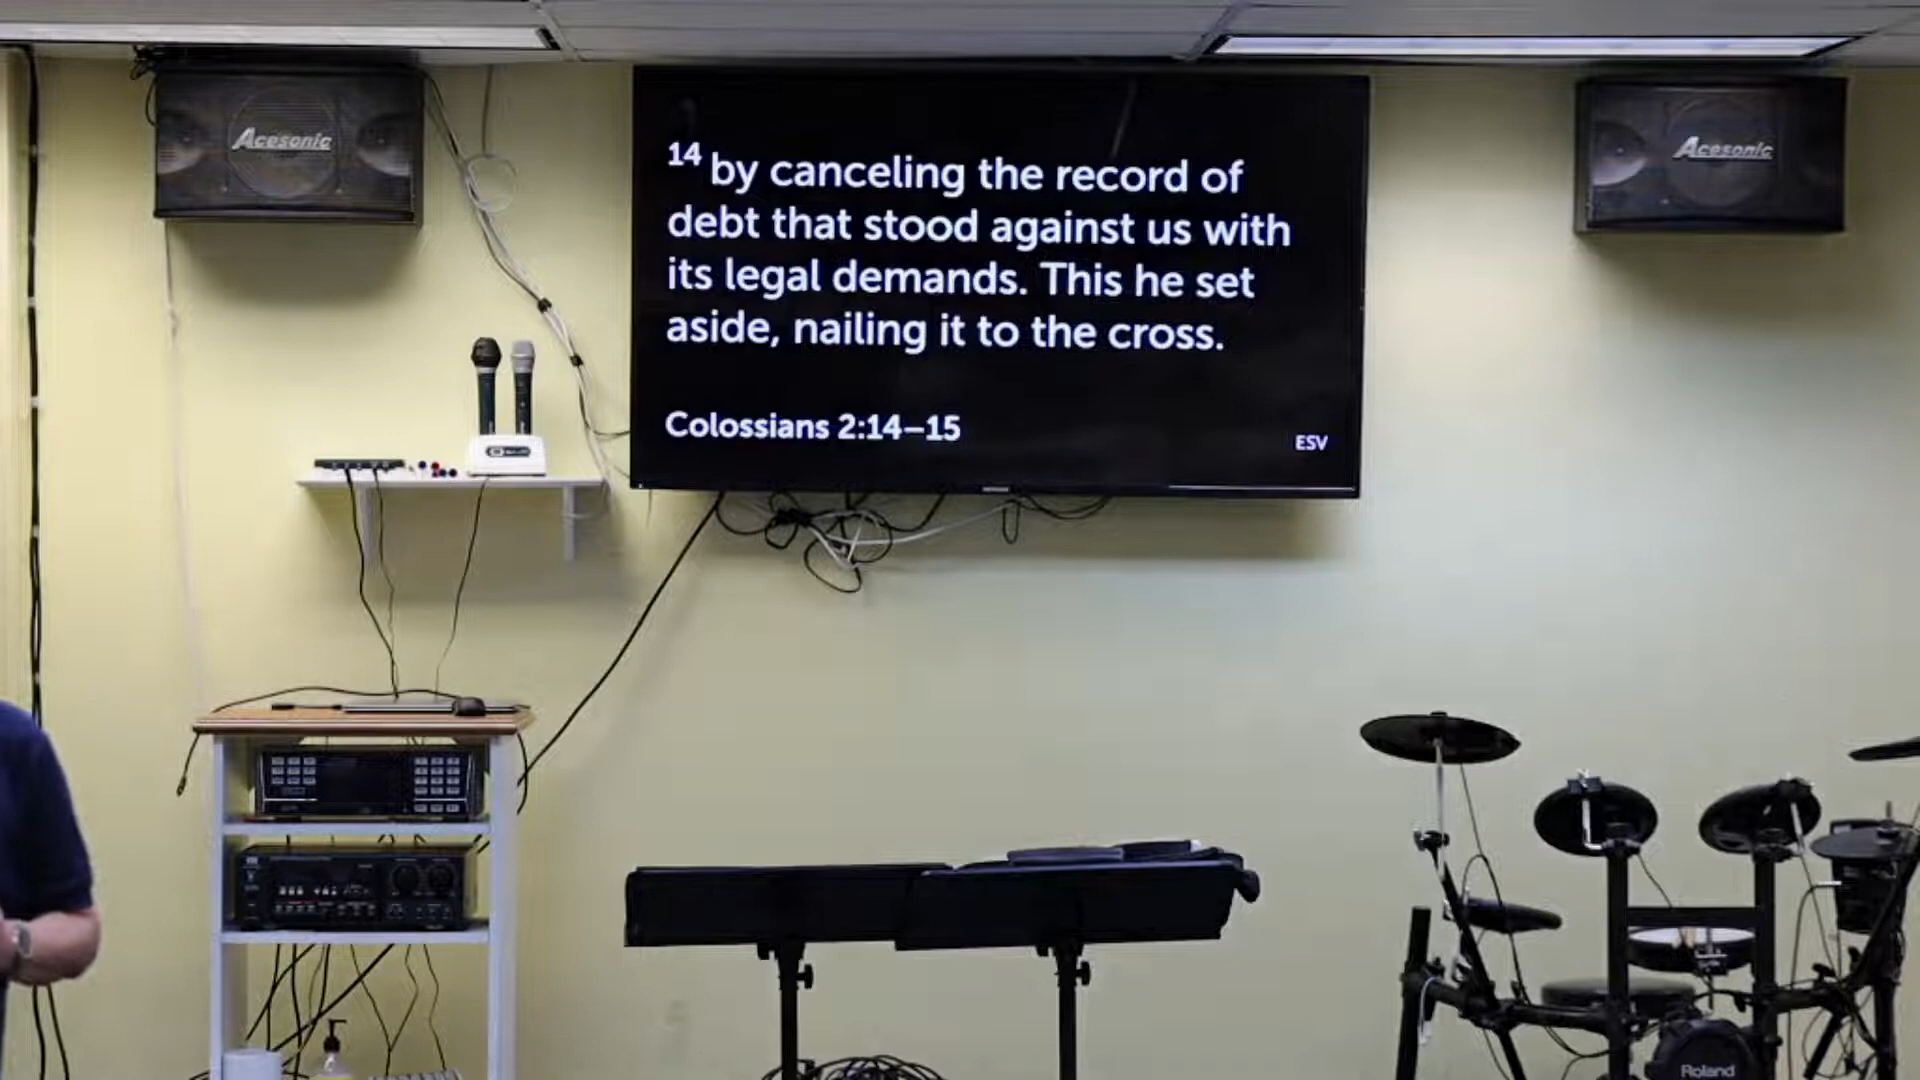 Acesonic
Acesonic
14 by canceling the record of
debt that stood against us with
its legal demands. This he set
aside, nailing it to the cross.
Colossians 2:14–15
ESV
Roland